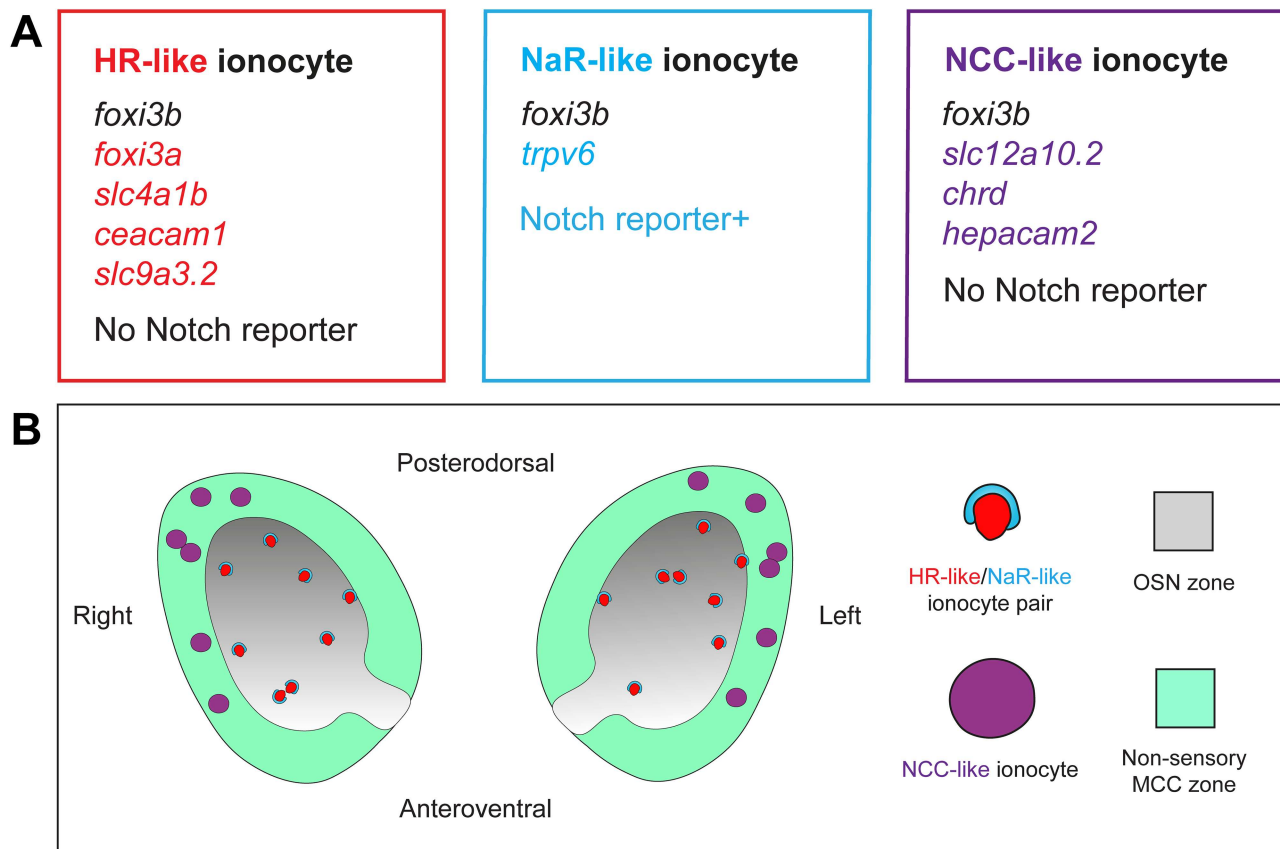 A
HR-like ionocyte
foxi3b
foxi3a
slc4a1b
ceacam1
slc9a3.2
No Notch reporter
NaR-like ionocyte
foxi3b
trpv6
Notch reporter+
NCC-like ionocyte
foxi3b
slc12a10.2
chrd
hepacam2
No Notch reporter
B
Posterodorsal
Right
Left
Anteroventral
HR-like/NaR-like
ionocyte pair
OSN zone
NCC-like ionocyte
Non-sensory
MCC zone